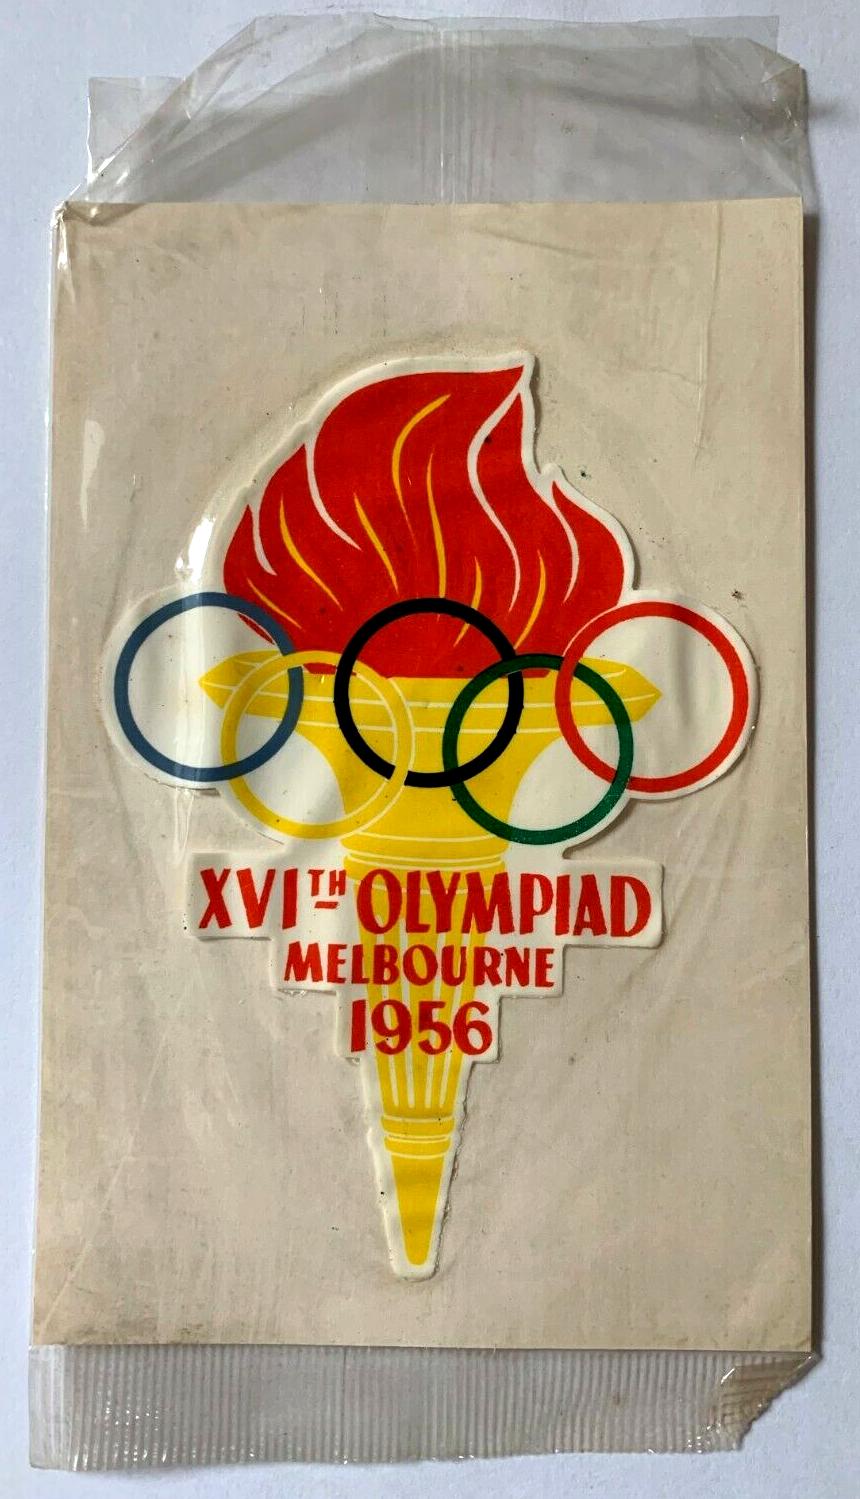 XVITH OLYMPIAD
MELBOURNE
1956